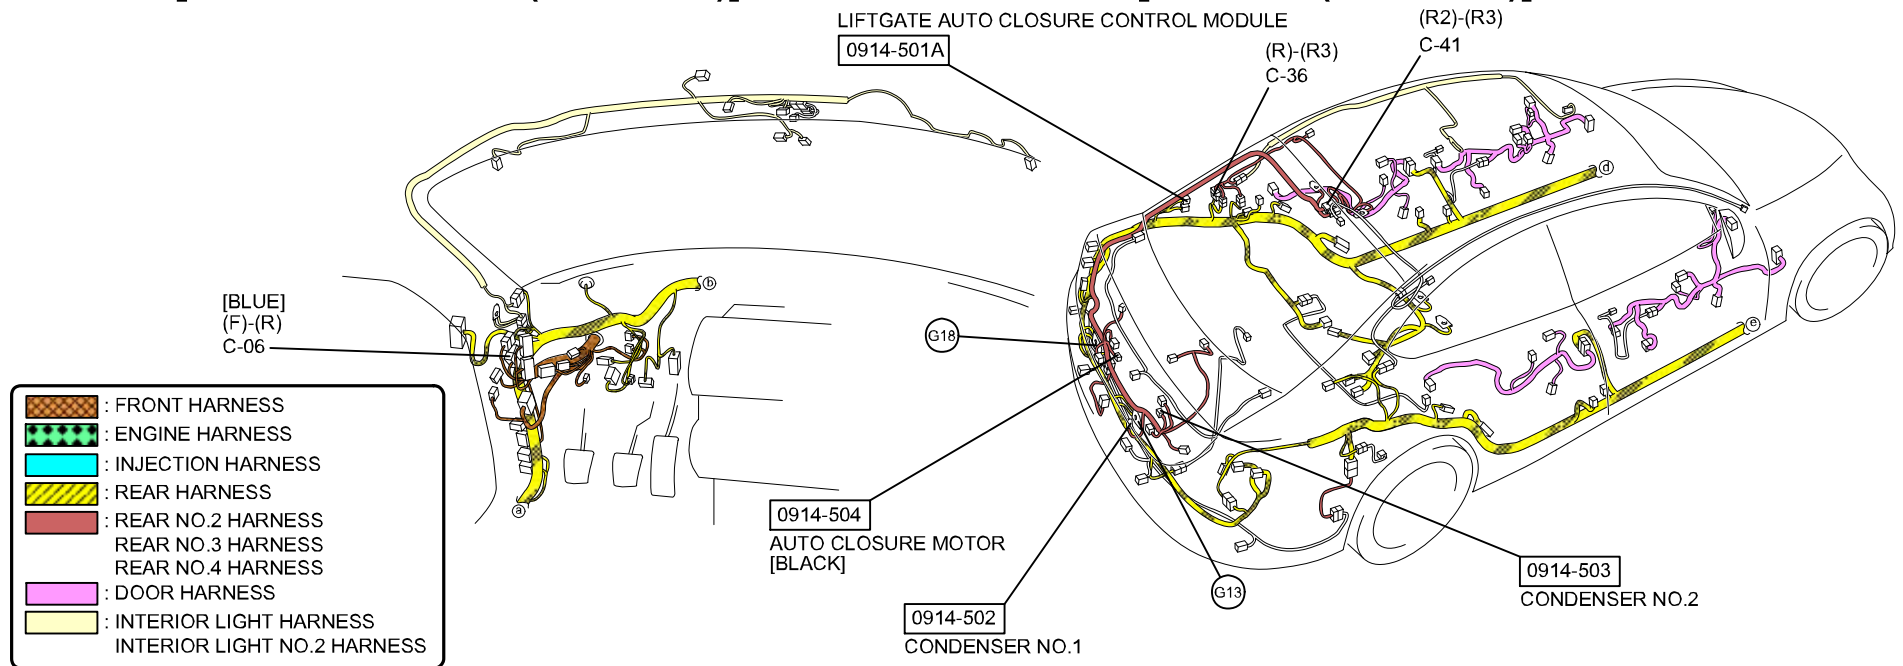 LIFTGATE AUTO CLOSURE CONTROL MODULE
0914-501A
(R)-(R3)
C-36
(R2)-(R3)
C-41
[BLUE]
(F)-(R)
C-06
b
a
d
e
G18
G13
0914-504
AUTO CLOSURE MOTOR
[BLACK]
0914-502
CONDENSER NO.1
0914-503
CONDENSER NO.2
: FRONT HARNESS
: ENGINE HARNESS
: INJECTION HARNESS
: REAR HARNESS
: REAR NO.2 HARNESS
REAR NO.3 HARNESS
REAR NO.4 HARNESS
: DOOR HARNESS
: INTERIOR LIGHT HARNESS
INTERIOR LIGHT NO.2 HARNESS